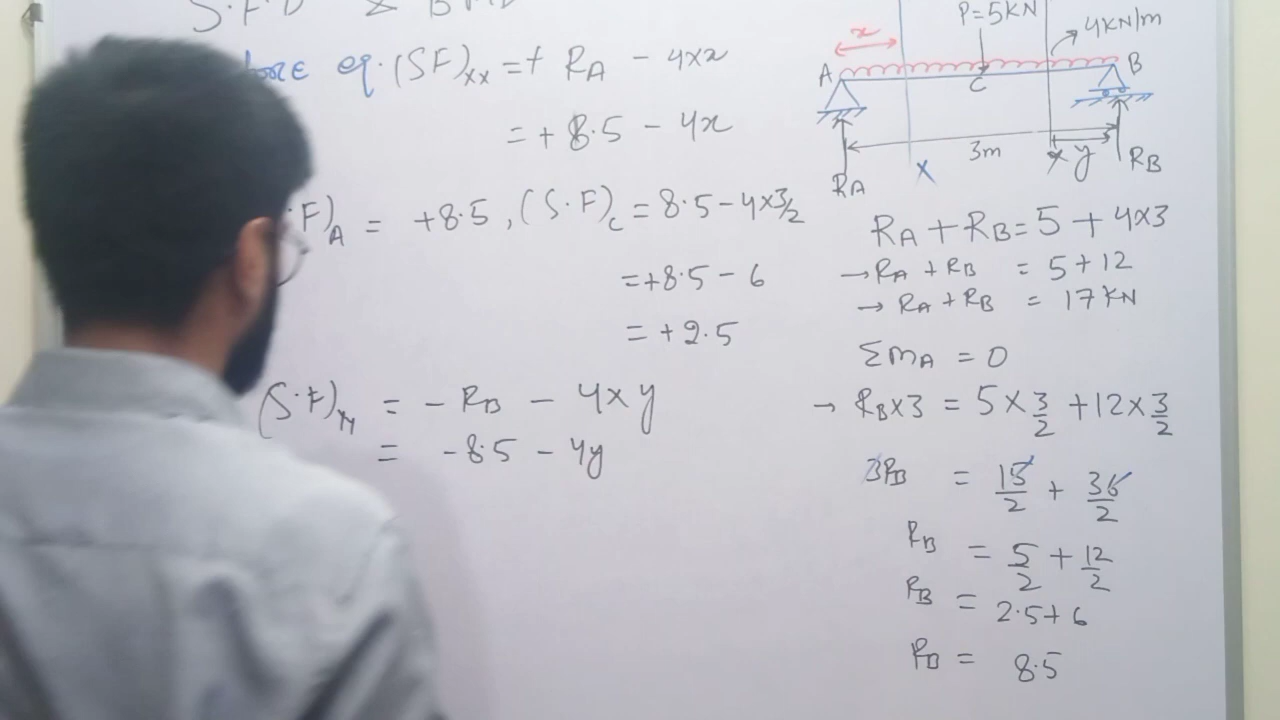 S.F.D & BMD
eq. (SF)xx = + RA - 4×x
= + 8.5 - 4x
F)A = +8.5, (S.F)C = 8.5 - 4×3/2
= +8.5 - 6
= +2.5
(S.F)yy = - RB - 4×y
= -8.5 - 4y
P=5KN
4KN/m
x
A
B
C
3m
x y
X
RA
RB
RA + RB = 5 + 4×3
→ RA + RB = 5+12
→ RA + RB = 17 KN
ΣmA = 0
→ RB×3 = 5 × 3/2 + 12 × 3/2
3RB = 15/2 + 36/2
RB = 5/2 + 12/2
RB = 2.5 + 6
RB = 8.5